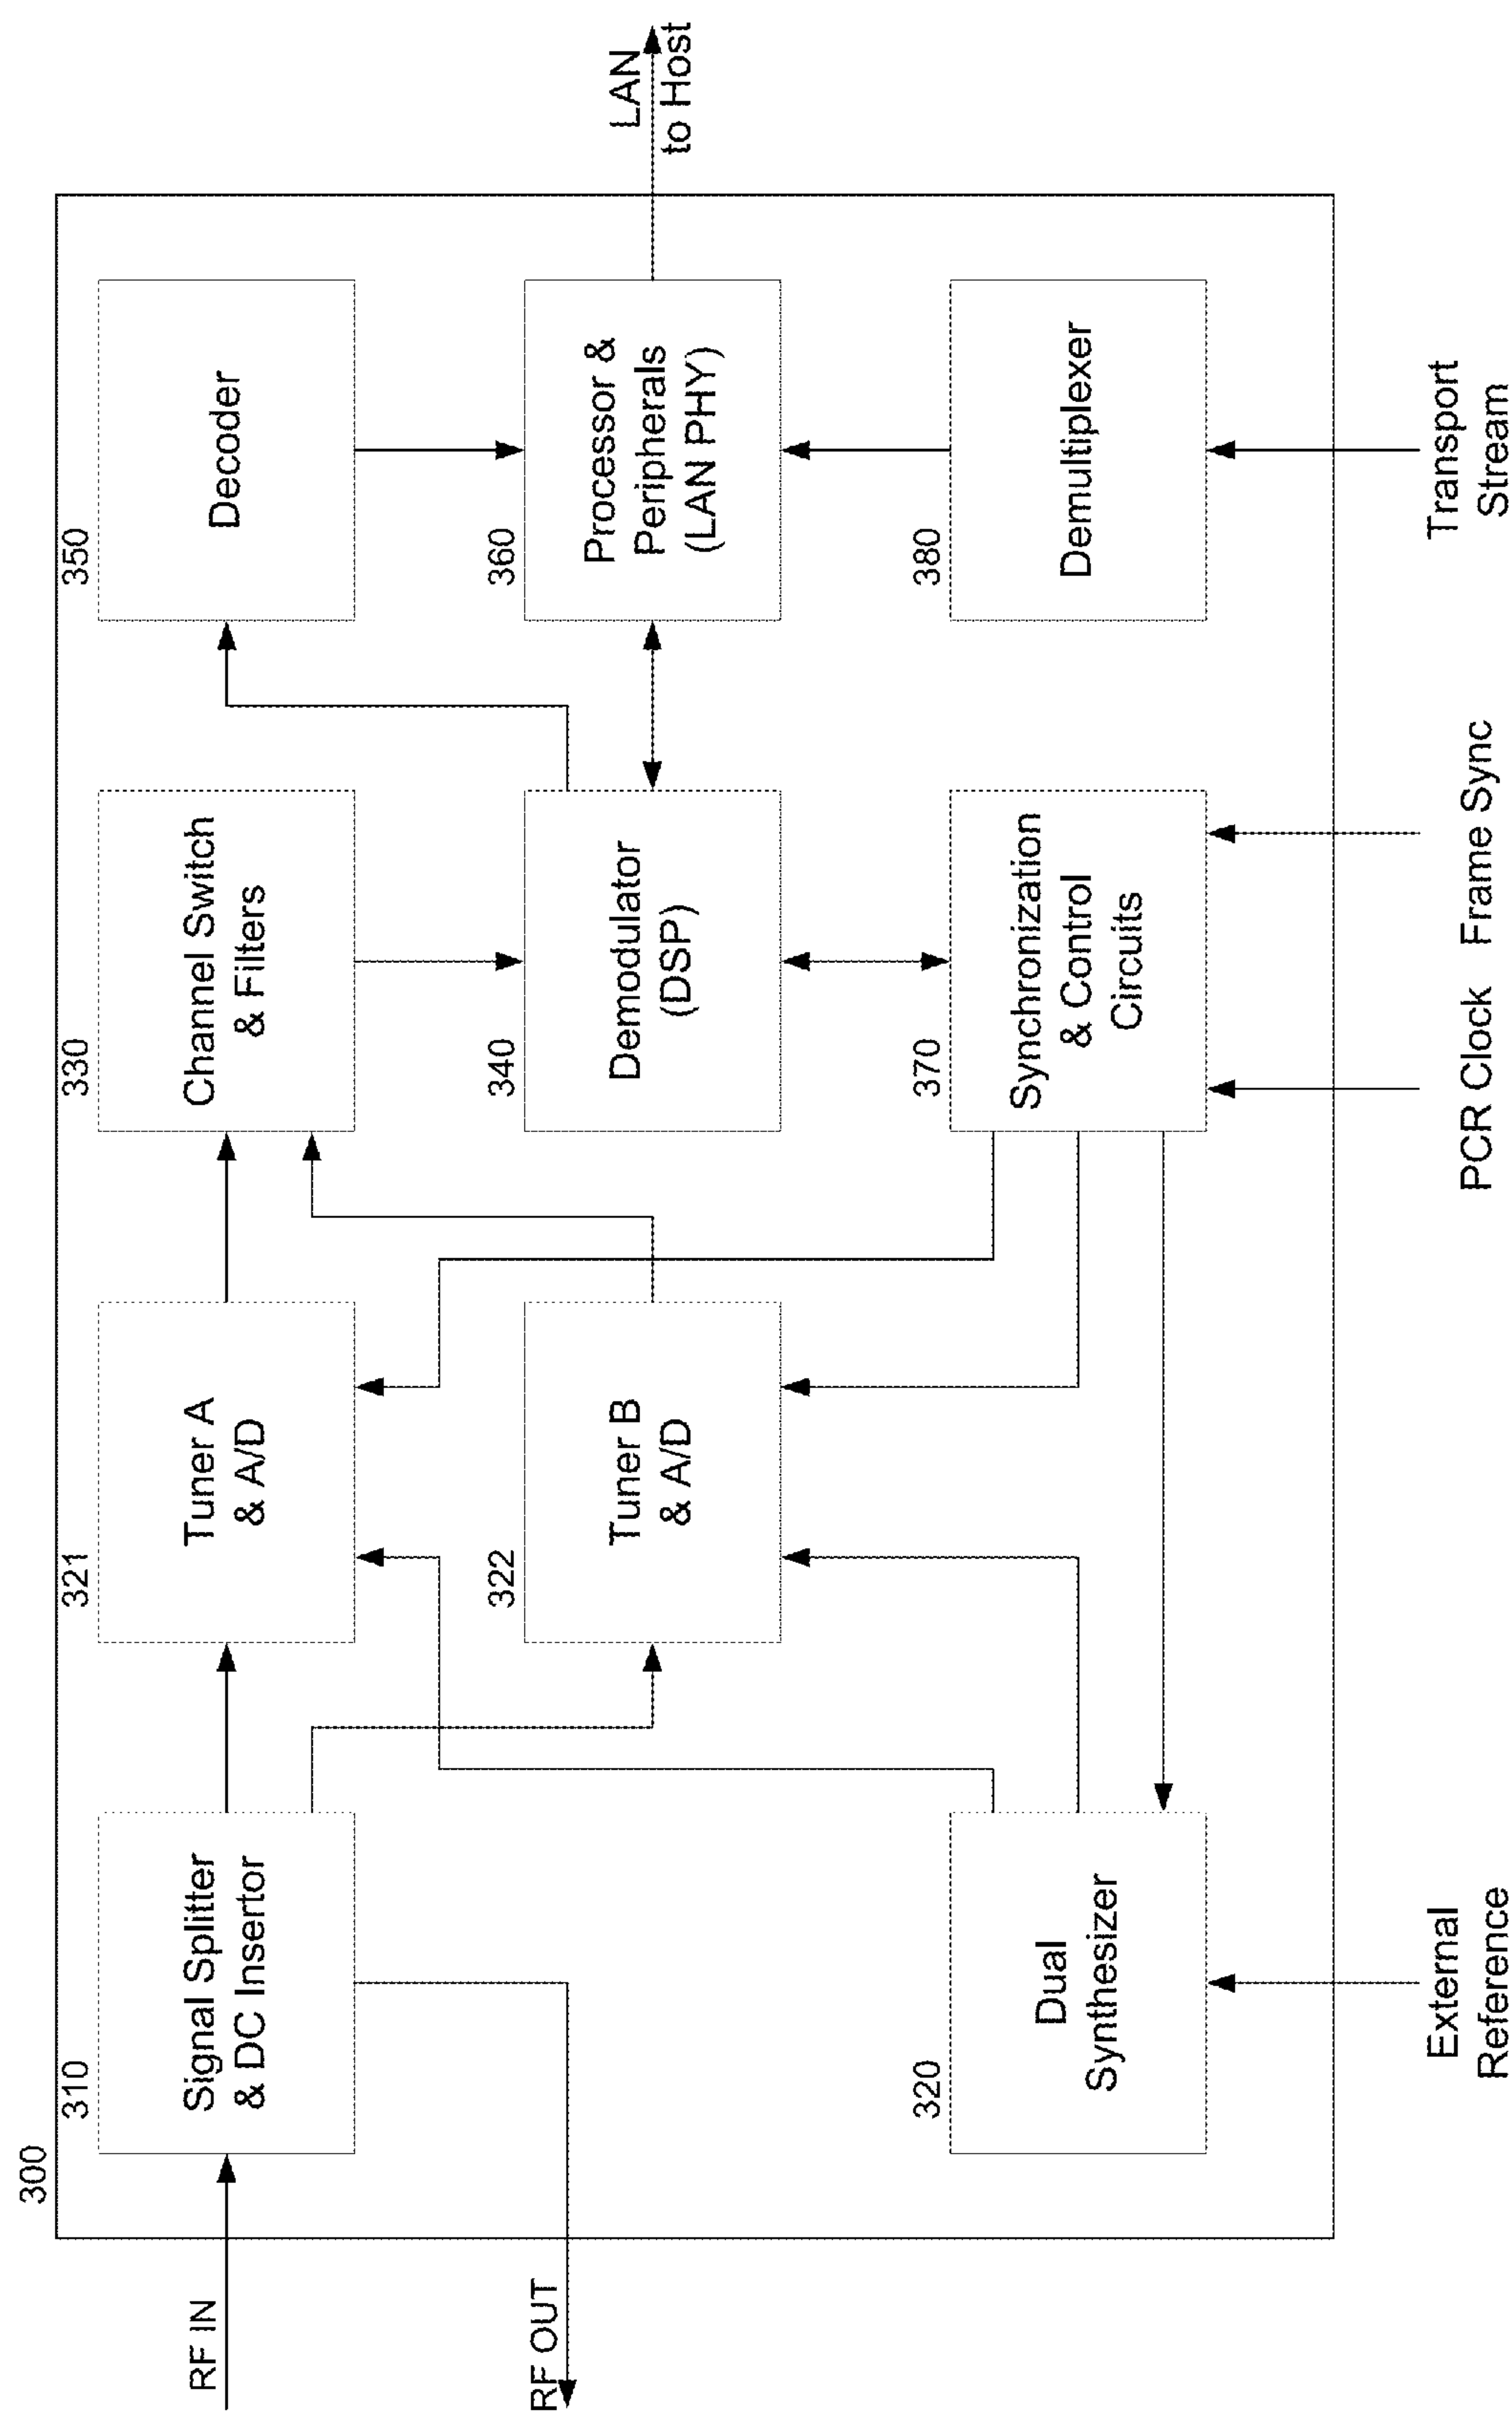 300
RF IN
RF OUT
310
Signal Splitter
& DC Insertor
321
Tuner A
& A/D
330
Channel Switch
& Filters
350
Decoder
322
Tuner B
& A/D
340
Demodulator
(DSP)
360
Processor &
Peripherals
(LAN PHY)
LAN
to Host
320
Dual
Synthesizer
370
Synchronization
& Control
Circuits
380
Demultiplexer
External
Reference
PCR Clock
Frame Sync
Transport
Stream